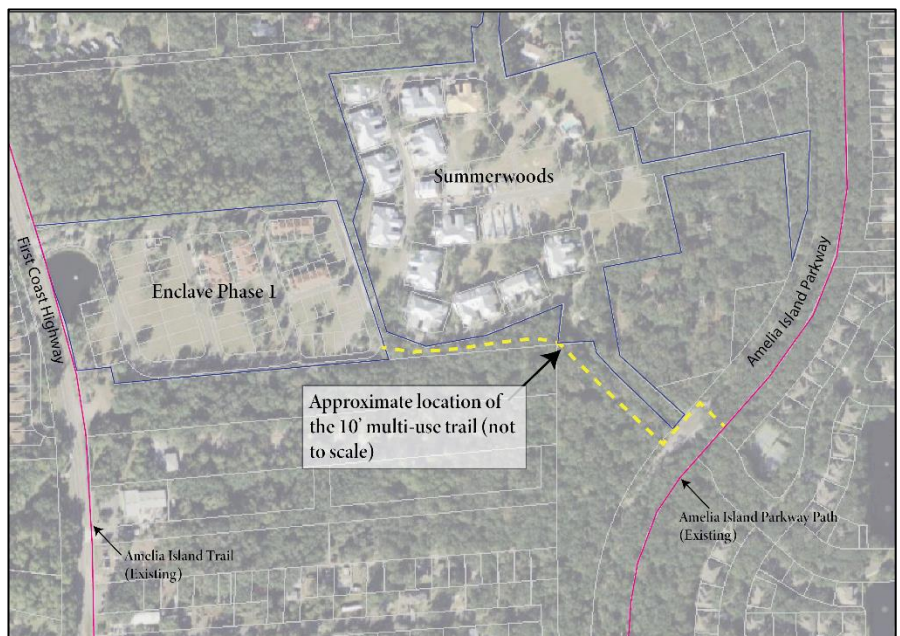 Summerwoods
First Coast Highway
Enclave Phase 1
Amelia Island Parkway
Approximate location of
the 10' multi-use trail (not
to scale)
Amelia Island Parkway Path
(Existing)
Amelia Island Trail
(Existing)